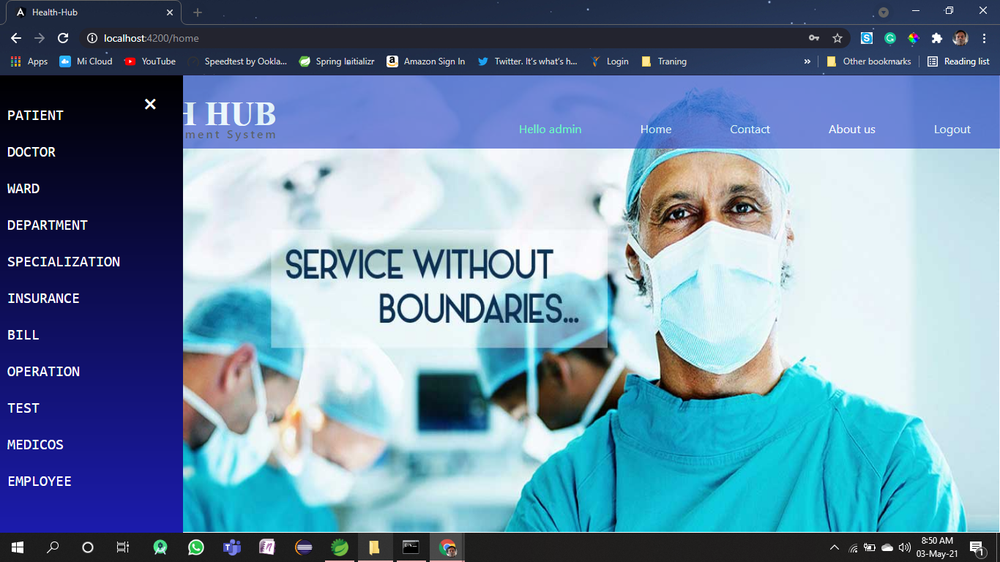 Health-Hub
localhost:4200/home
Apps
Mi Cloud
YouTube
Speedtest by Ookla...
Spring Initializr
Amazon Sign In
Twitter. It's what's h...
Login
Traning
»
Other bookmarks
Reading list
PATIENT
DOCTOR
WARD
DEPARTMENT
SPECIALIZATION
INSURANCE
BILL
OPERATION
TEST
MEDICOS
EMPLOYEE
H HUB
ment System
Hello admin
Home
Contact
About us
Logout
SERVICE WITHOUT
BOUNDARIES...
8:50 AM
03-May-21
1